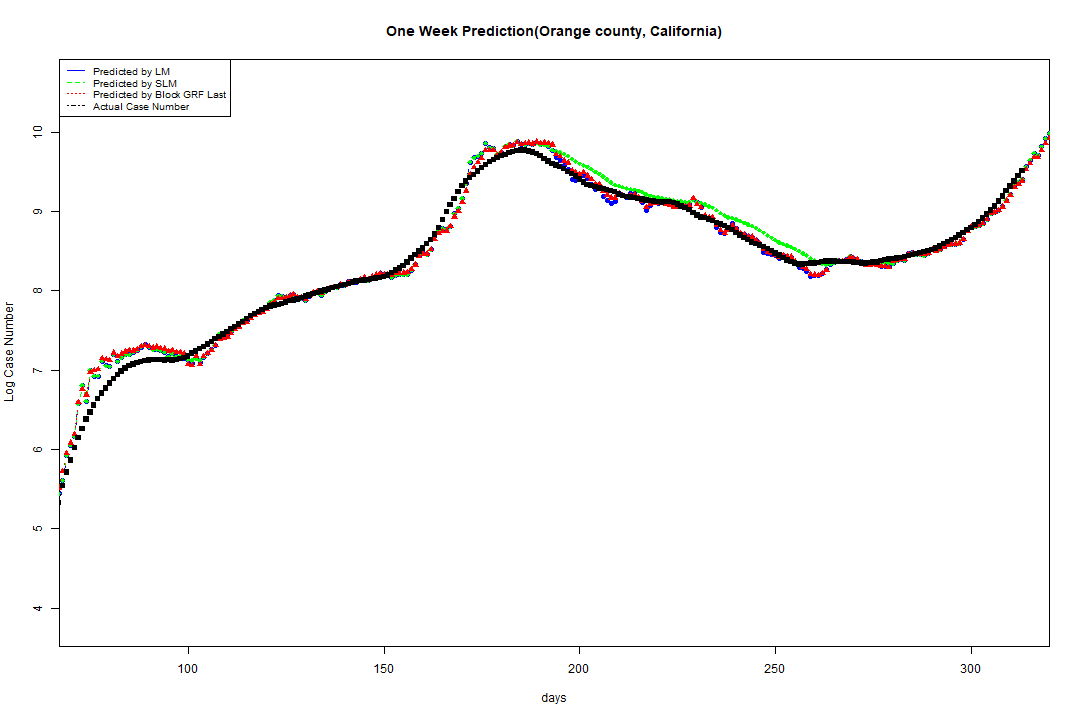 One Week Prediction(Orange county, California)
Predicted by LM
Predicted by SLM
Predicted by Block GRF Last
Actual Case Number
10
9
8
7
6
5
4
Log Case Number
100 150 200 250 300
days